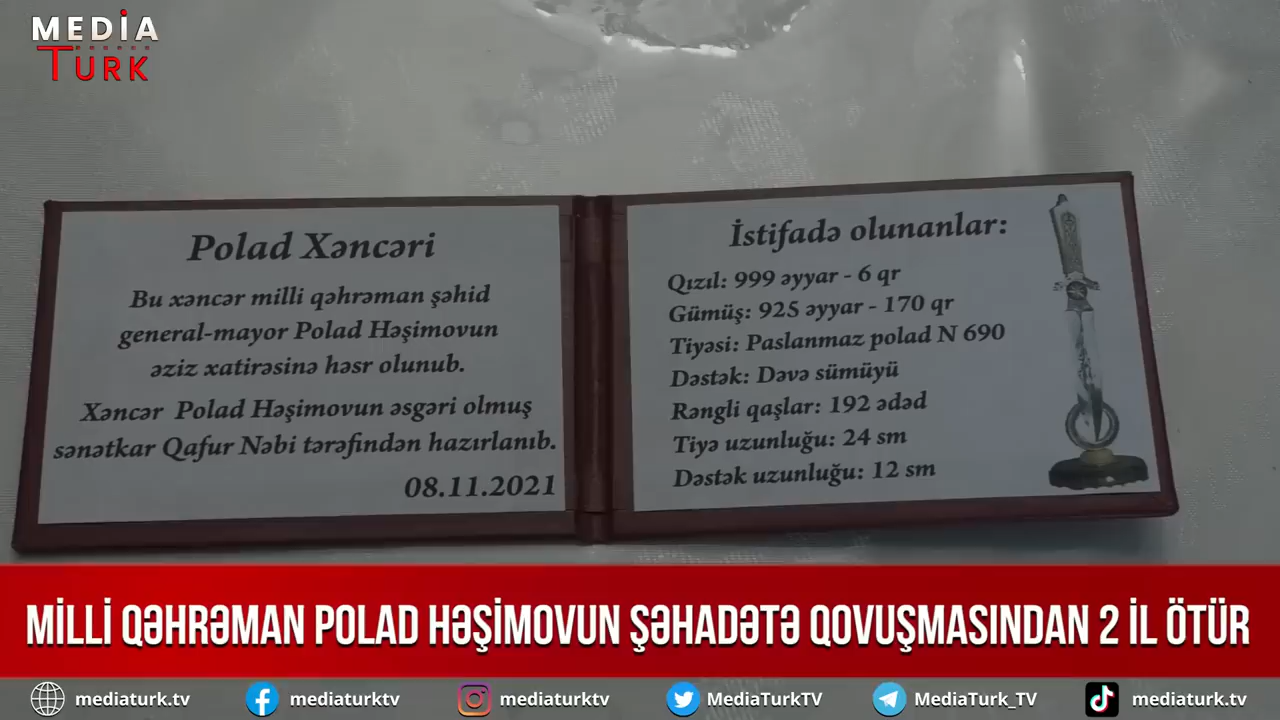 MEDİA
TURK
Polad Xəncəri
Bu xəncər milli qəhrəman şəhid
general-mayor Polad Həşimovun
əziz xatirəsinə həsr olunub.
Xəncər Polad Həşimovun əsgəri olmuş
sənətkar Qafur Nəbi tərəfindən hazırlanıb.
08.11.2021
İstifadə olunanlar:
Qızıl: 999 əyyar - 6 qr
Gümüş: 925 əyyar - 170 qr
Tiyəsi: Paslanmaz polad N 690
Dəstək: Dəvə sümüyü
Rəngli qaşlar: 192 ədəd
Tiyə uzunluğu: 24 sm
Dəstək uzunluğu: 12 sm
MİLLİ QƏHRƏMAN POLAD HƏŞİMOVUN ŞƏHADƏTƏ QOVUŞMASINDAN 2 İL ÖTÜR
mediaturk.tv mediaturktv mediaturktv MediaTurkTV MediaTurk_TV mediaturk.tv